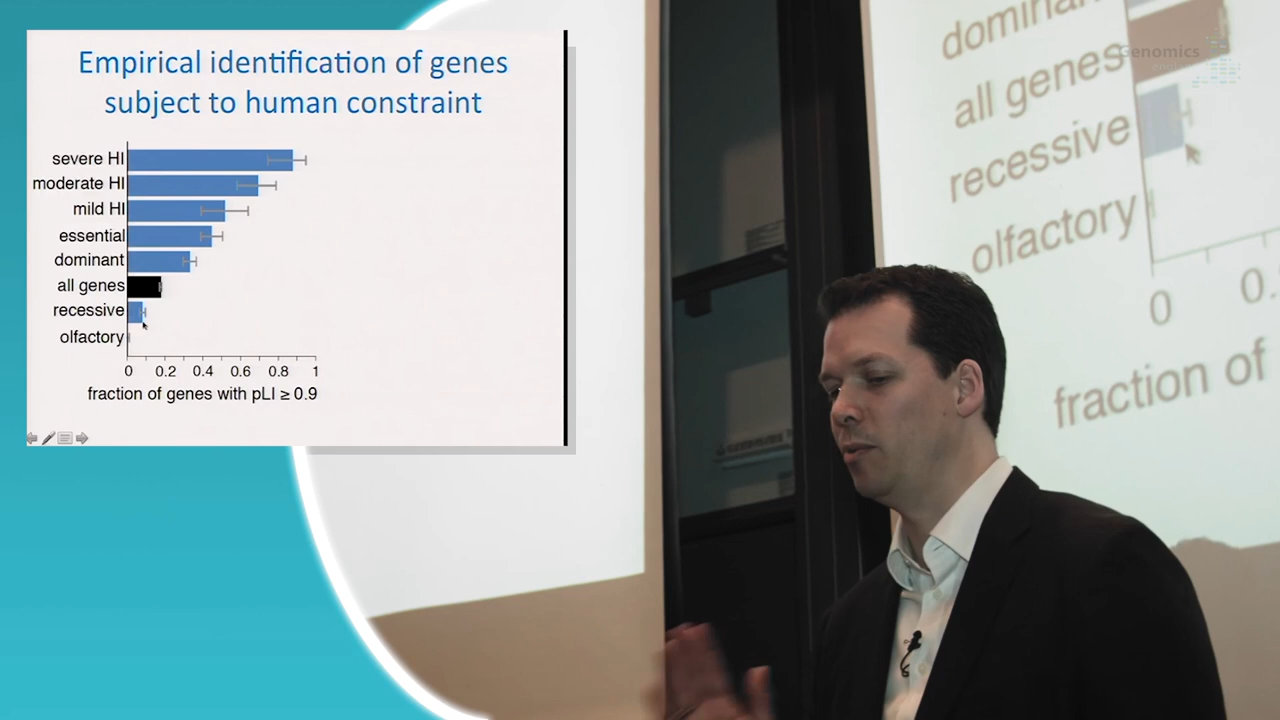 Empirical identification of genes
subject to human constraint
severe HI
moderate HI
mild HI
essential
dominant
all genes
recessive
olfactory
0 0.2 0.4 0.6 0.8 1
fraction of genes with pLI ≥ 0.9
dominan
all genes
recessive
olfactory
0 0.
fraction of
Genomics